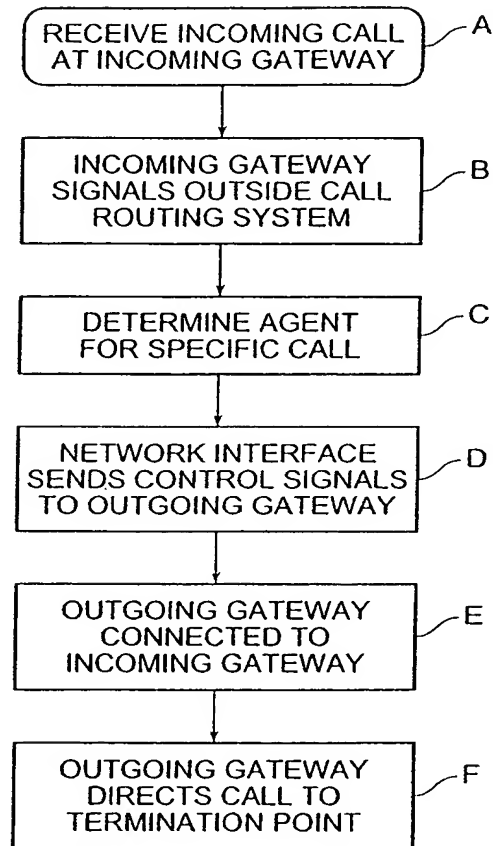 RECEIVE INCOMING CALL
AT INCOMING GATEWAY
A
INCOMING GATEWAY
SIGNALS OUTSIDE CALL
ROUTING SYSTEM
B
DETERMINE AGENT
FOR SPECIFIC CALL
C
NETWORK INTERFACE
SENDS CONTROL SIGNALS
TO OUTGOING GATEWAY
D
OUTGOING GATEWAY
CONNECTED TO
INCOMING GATEWAY
E
OUTGOING GATEWAY
DIRECTS CALL TO
TERMINATION POINT
F